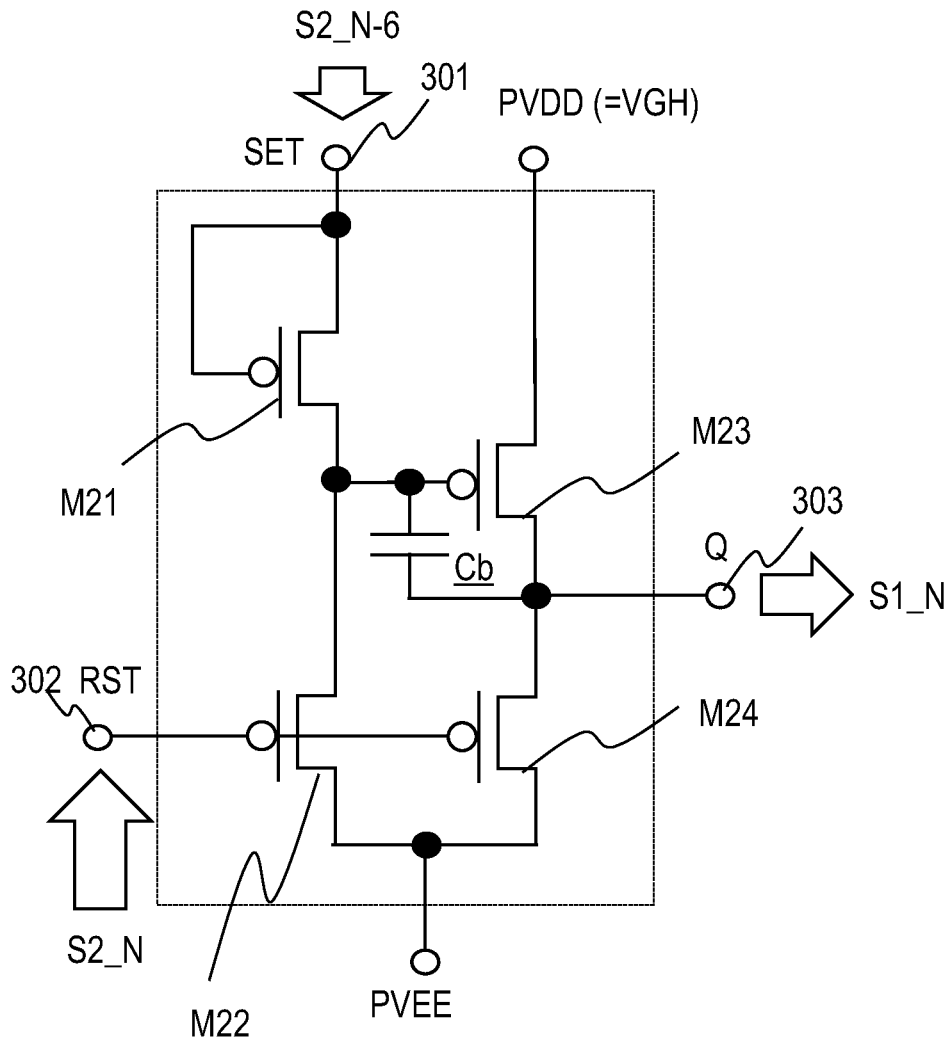 S2_N-6
301
PVDD (=VGH)
SET
M21
M23
303
Q
Cb
S1_N
302 RST
M24
S2_N
PVEE
M22